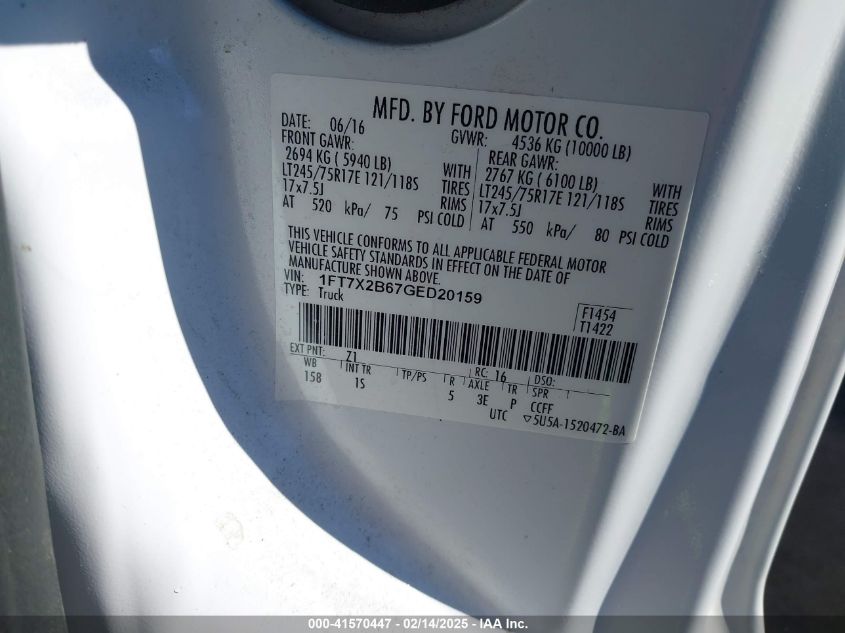 MFD. BY FORD MOTOR CO.
DATE: 06/16 GVWR: 4536 KG (10000 LB)
FRONT GAWR: REAR GAWR:
2694 KG ( 5940 LB) WITH 2767 KG ( 6100 LB) WITH
LT245/75R17E 121/118S TIRES LT245/75R17E 121/118S TIRES
17x7.5J RIMS 17x7.5J RIMS
AT 520 kPa/ 75 PSI COLD AT 550 kPa/ 80 PSI COLD
THIS VEHICLE CONFORMS TO ALL APPLICABLE FEDERAL MOTOR
VEHICLE SAFETY STANDARDS IN EFFECT ON THE DATE OF
MANUFACTURE SHOWN ABOVE.
VIN: 1FT7X2B67GED20159
TYPE: Truck
F1454
T1422
EXT PNT: Z1 RC: 16 DSO:
WB INT TR TP/PS R AXLE TR SPR
158 1S 5 3E P CCFF
UTC ▽5U5A-1520472-BA
000-41570447 - 02/14/2025 - IAAI.COM